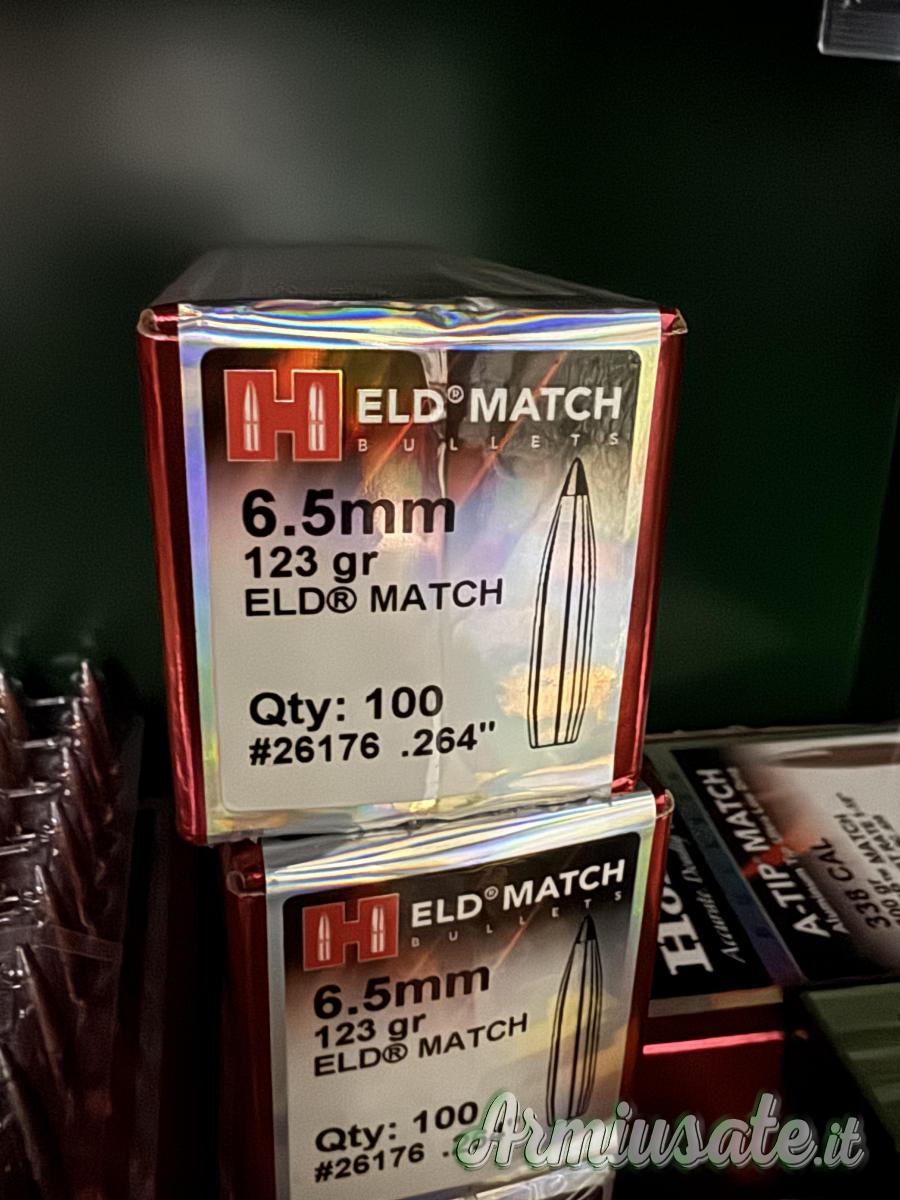 H ELD® MATCH
BULLETS
6.5mm
123 gr
ELD® MATCH
Qty: 100
#26176 .264"
H ELD® MATCH
BULLETS
6.5mm
123 gr
ELD® MATCH
Qty: 100
#26176
A-TIP® MATCH
338 CAL
MATCH
Armiusate.it